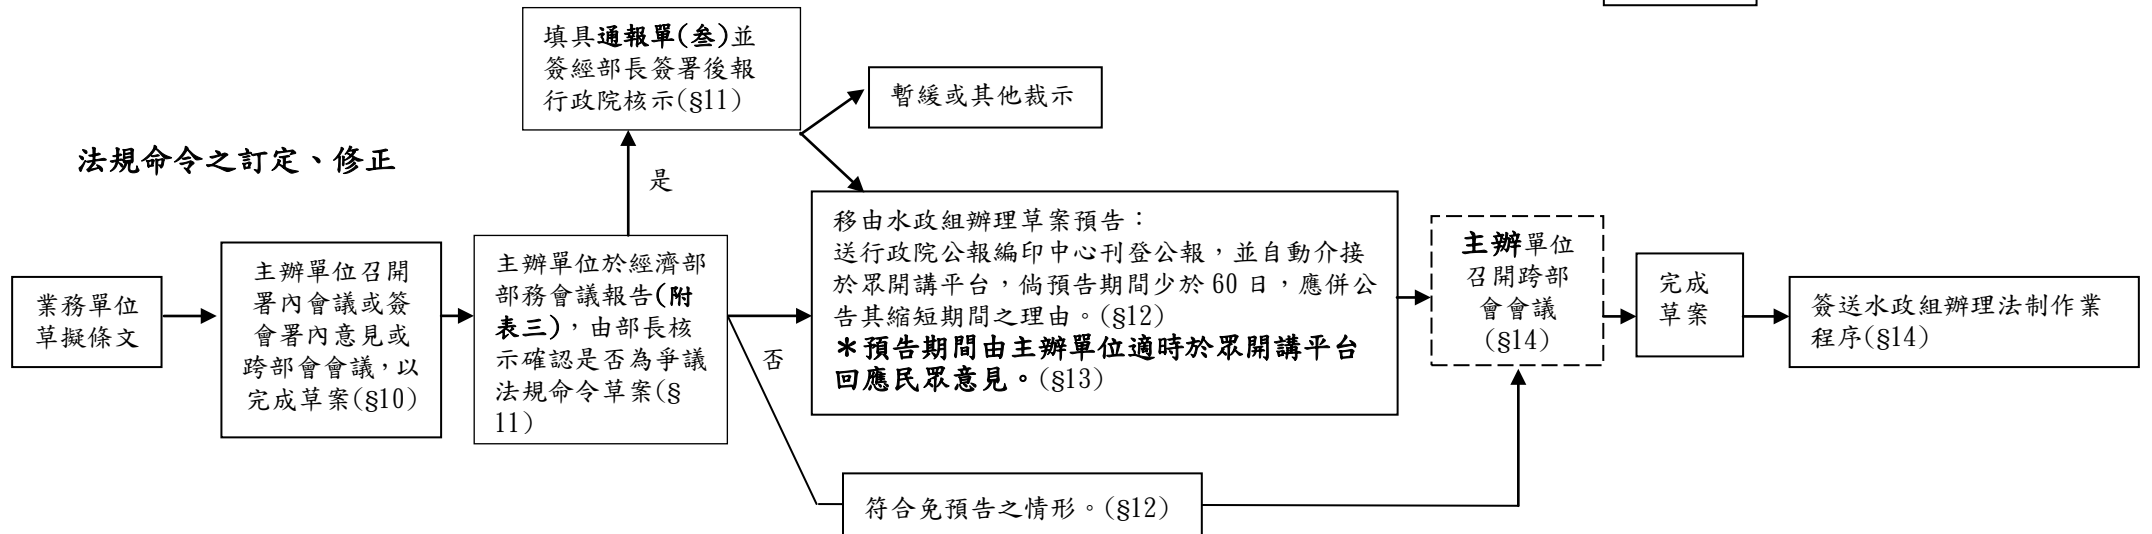 填具通報單(叄)並
簽經部長簽署後報
行政院核示(§11)
暫緩或其他裁示
法規命令之訂定、修正
是
業務單位
草擬條文
主辦單位召開
署內會議或簽
會署內意見或
跨部會會議,以
完成草案(§10)
主辦單位於經濟部
部務會議報告(附
表三),由部長核
示確認是否為爭議
法規命令草案(§
11)
否
移由水政組辦理草案預告:
送行政院公報編印中心刊登公報,並自動介接
於眾開講平台,倘預告期間少於 60 日,應併公
告其縮短期間之理由。(§12)
＊預告期間由主辦單位適時於眾開講平台
回應民眾意見。(§13)
符合免預告之情形。(§12)
主辦單位
召開跨部
會會議
(§14)
完成
草案
簽送水政組辦理法制作業
程序(§14)